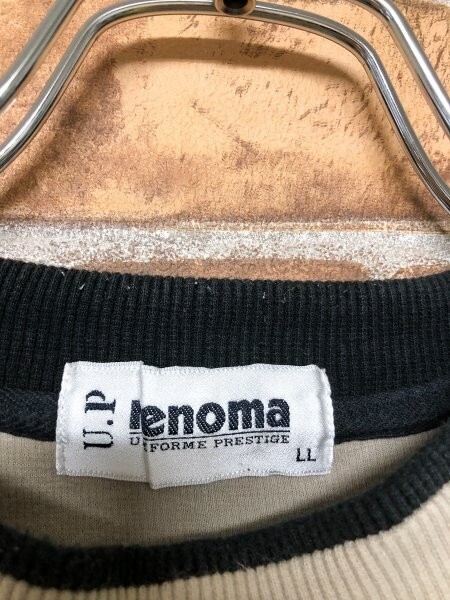 U.P
renoma
UNIFORME PRESTIGE
LL